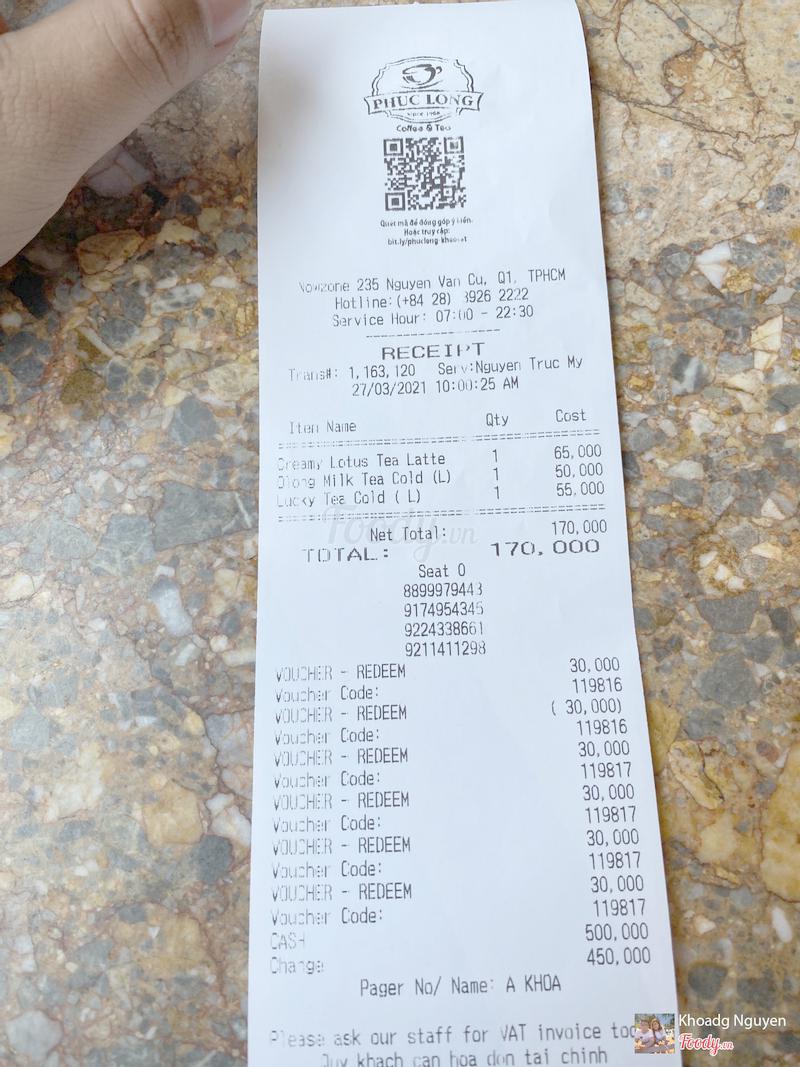 PHUC LONG
SINCE 1968
Coffee & Tea
Quét mã để đóng góp ý kiến.
Hoặc truy cập:
bit.ly/phuclong-khaosat
Nowzone 235 Nguyen Van Cu, Q1, TPHCM
Hotline:(+84 28) 3926 2222
Service Hour: 07:00 - 22:30
RECEIPT
Trans#: 1,163,120 Serv:Nguyen Truc My
27/03/2021 10:00:25 AM
Item Name Qty Cost
Creamy Lotus Tea Latte 1 65,000
Olong Milk Tea Cold (L) 1 50,000
Lucky Tea Cold ( L) 1 55,000
Foody.vn
Net Total: 170,000
TOTAL: 170,000
Seat 0
8899979443
9174954345
9224338661
9211411298
VOUCHER - REDEEM 30,000
Voucher Code: 119816
VOUCHER - REDEEM ( 30,000)
Voucher Code: 119816
VOUCHER - REDEEM 30,000
Voucher Code: 119817
VOUCHER - REDEEM 30,000
Voucher Code: 119817
VOUCHER - REDEEM 30,000
Voucher Code: 119817
VOUCHER - REDEEM 30,000
Voucher Code: 119817
CASH 500,000
Change 450,000
Pager No/ Name: A KHOA
Please ask our staff for VAT invoice
Quy khach can hoa don tai chinh
Khoadg Nguyen
Foody.vn